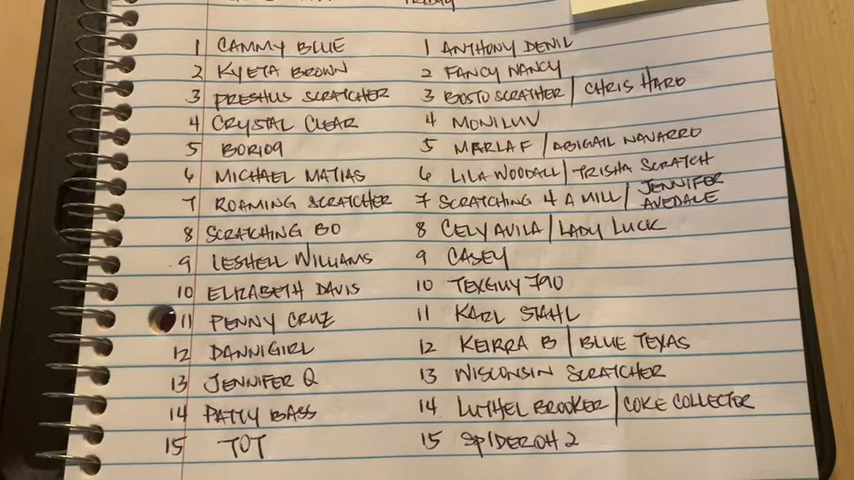 1 CAMMY BLUE
2 KYETA BROWN
3 PRESHUS SCRATCHER
4 CRYSTAL CLEAR
5 BORJ09
6 MICHAEL MATIAS
7 ROAMING SCRATCHER
8 SCRATCHING BO
9 LESHELL WILLIAMS
10 ELIZABETH DAVIS
11 PENNY CRUZ
12 DANNIGIRL
13 JENNIFER Q
14 PATTY BASS
15 TOT
1 ANTHONY DENIL
2 FANCY NANCY
3 BOSTO SCRATHER | CHRIS HARD
4 MONILUV
5 MARLA F | ABIGAIL NAVARRO
6 LILA WOODALL | TRISHA SCRATCH
7 SCRATCHING 4 A MILL | JENNIFER
AVEDALE
8 CELY AVILA | LADY LUCK
9 CASEY
10 TEXGUY 790
11 KARL STAHL
12 KEIRRA B | BLUE TEXAS
13 WISCONSIN SCRATCHER
14 LUTHEL BROOKER | COKE COLLECTOR
15 SPIDEROH 2